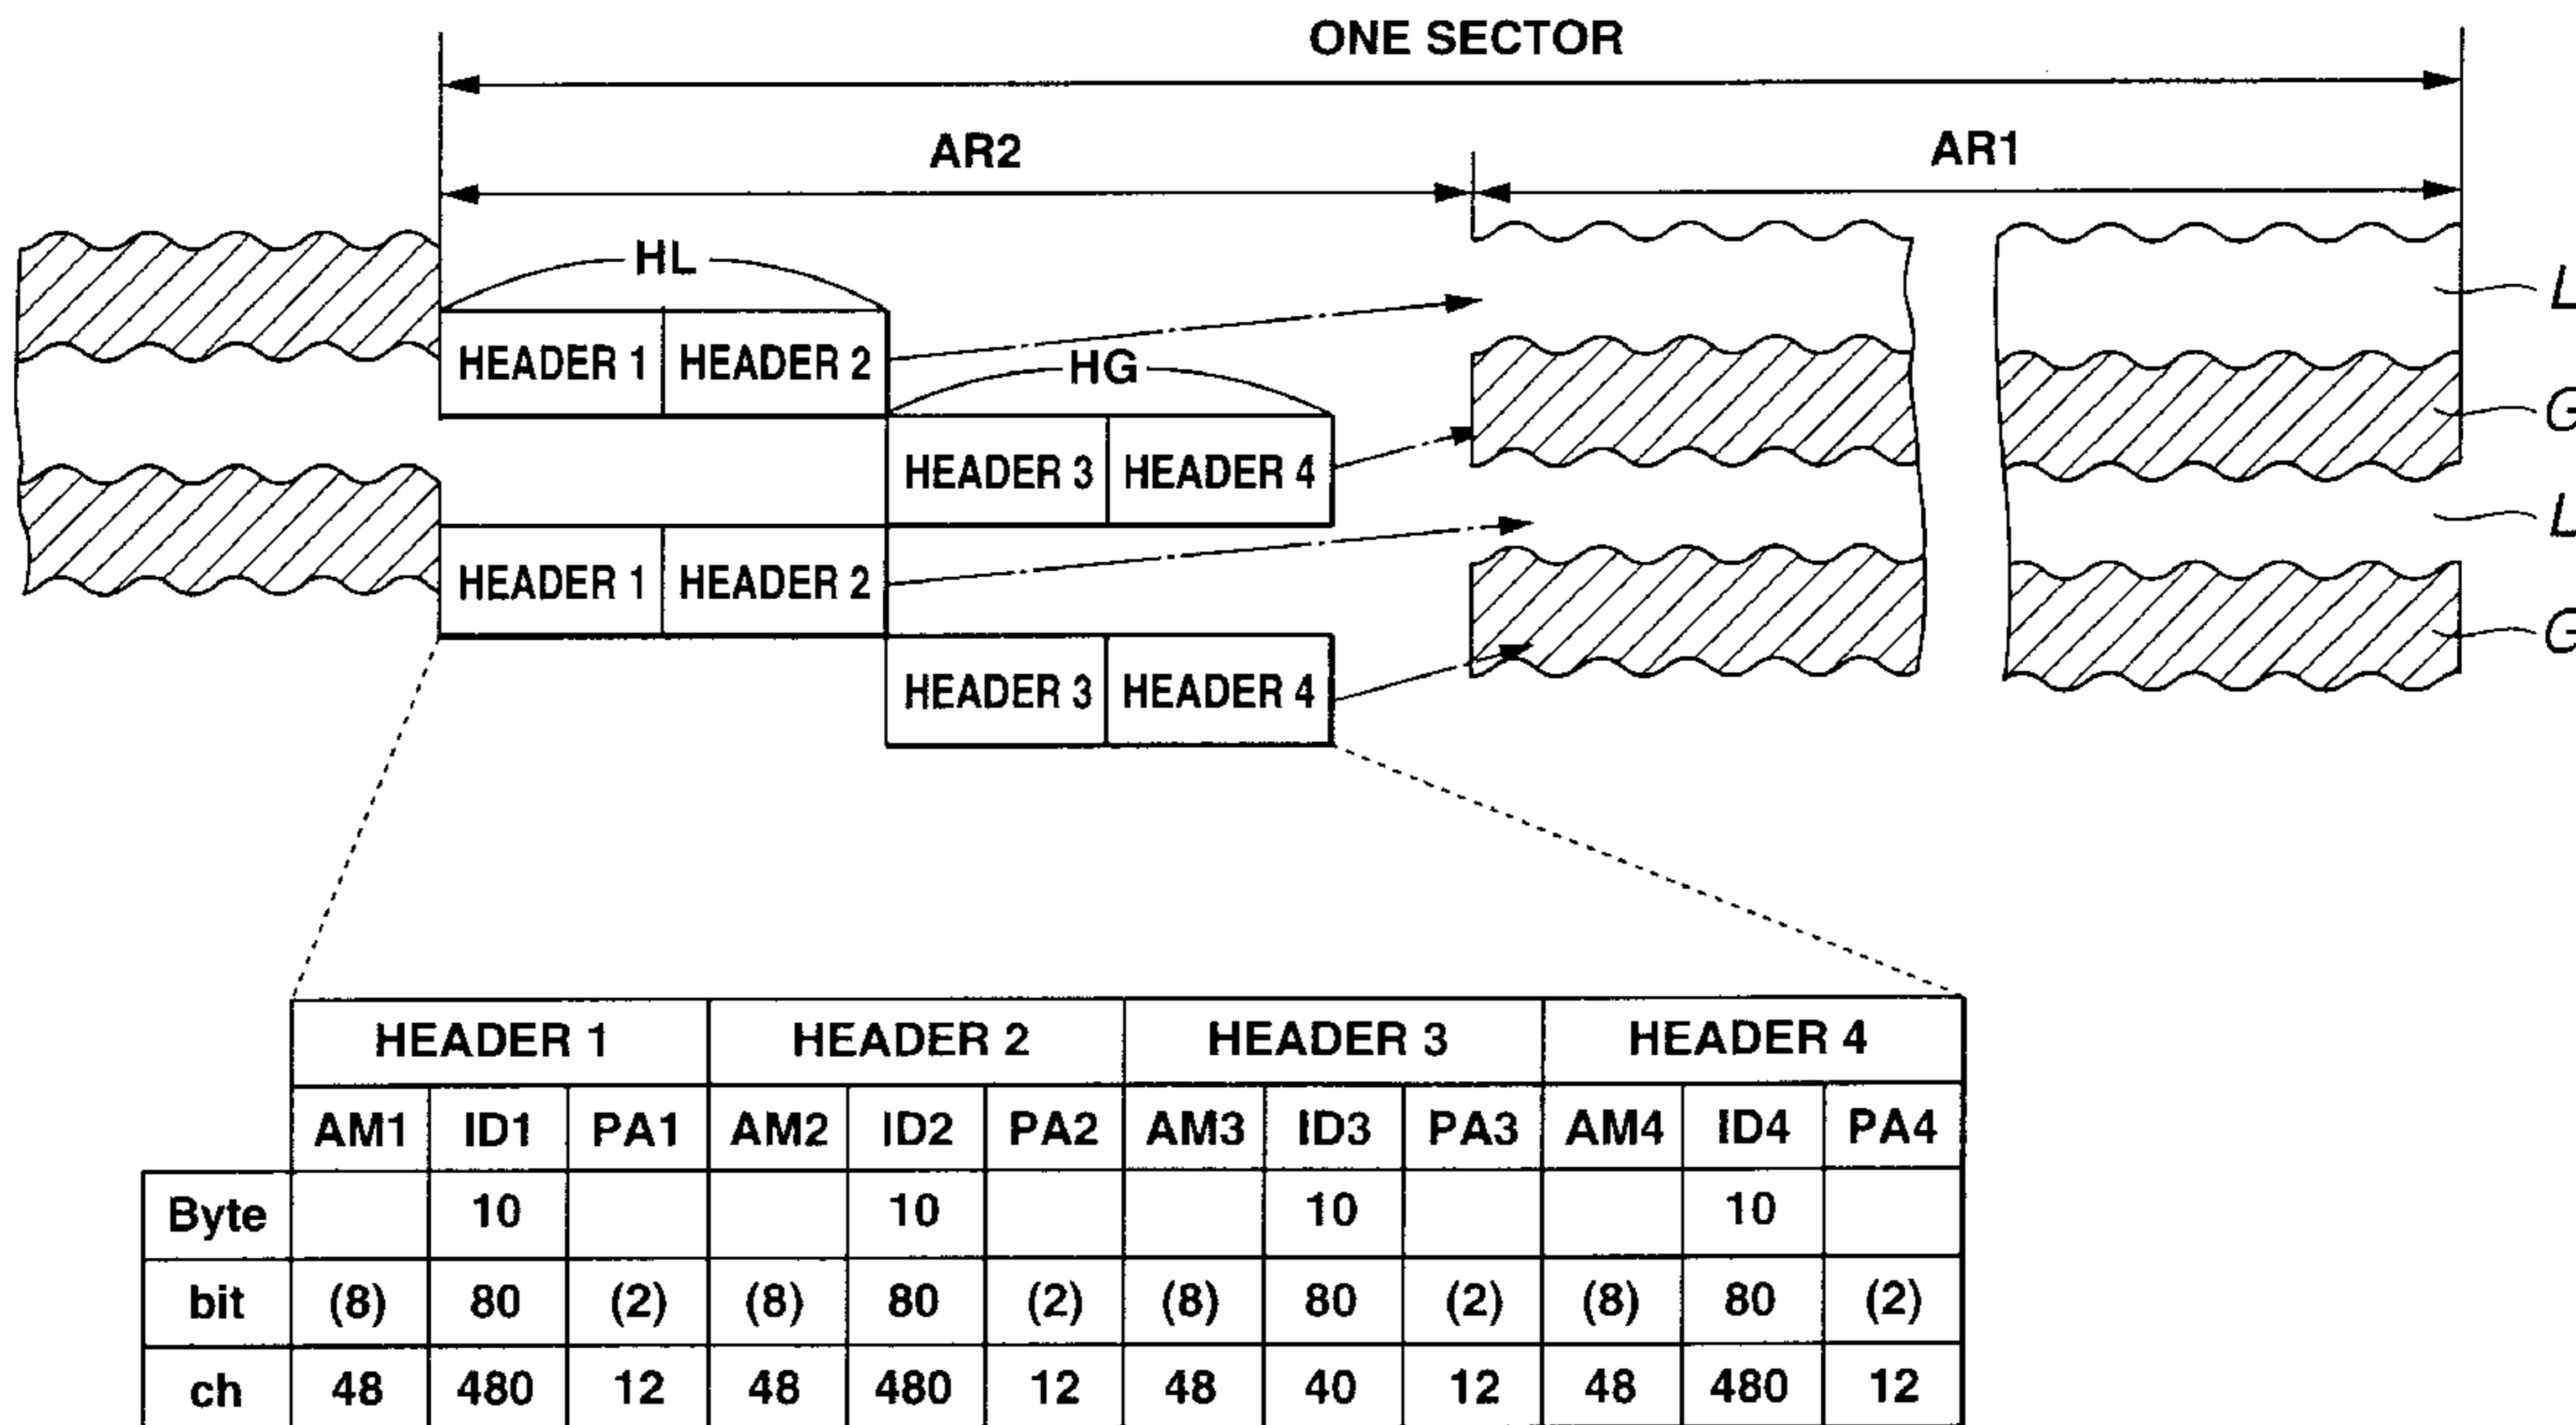 ONE SECTOR
AR2 AR1
HL
L
HEADER 1 HEADER 2
HG
G
HEADER 3 HEADER 4
L
HEADER 1 HEADER 2
G
HEADER 3 HEADER 4
HEADER 1 HEADER 2 HEADER 3 HEADER 4
AM1 ID1 PA1 AM2 ID2 PA2 AM3 ID3 PA3 AM4 ID4 PA4
Byte 10 10 10 10
bit (8) 80 (2) (8) 80 (2) (8) 80 (2) (8) 80 (2)
ch 48 480 12 48 480 12 48 40 12 48 480 12